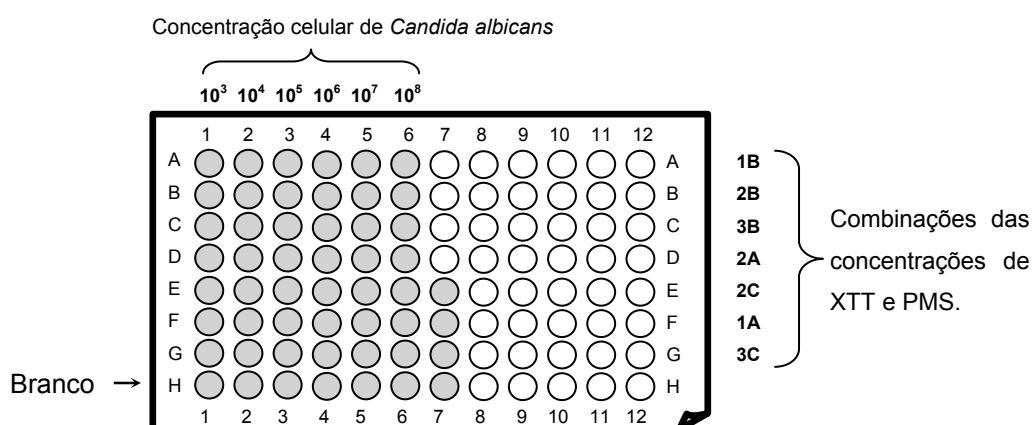 Concentração celular de Candida albicans
10³ 10⁴ 10⁵ 10⁶ 10⁷ 10⁸
1 2 3 4 5 6 7 8 9 10 11 12
A A 1B
B B 2B
C C 3B
D D 2A
E E 2C
F F 1A
G G 3C
Combinações das
concentrações de
XTT e PMS.
Branco → H H
1 2 3 4 5 6 7 8 9 10 11 12